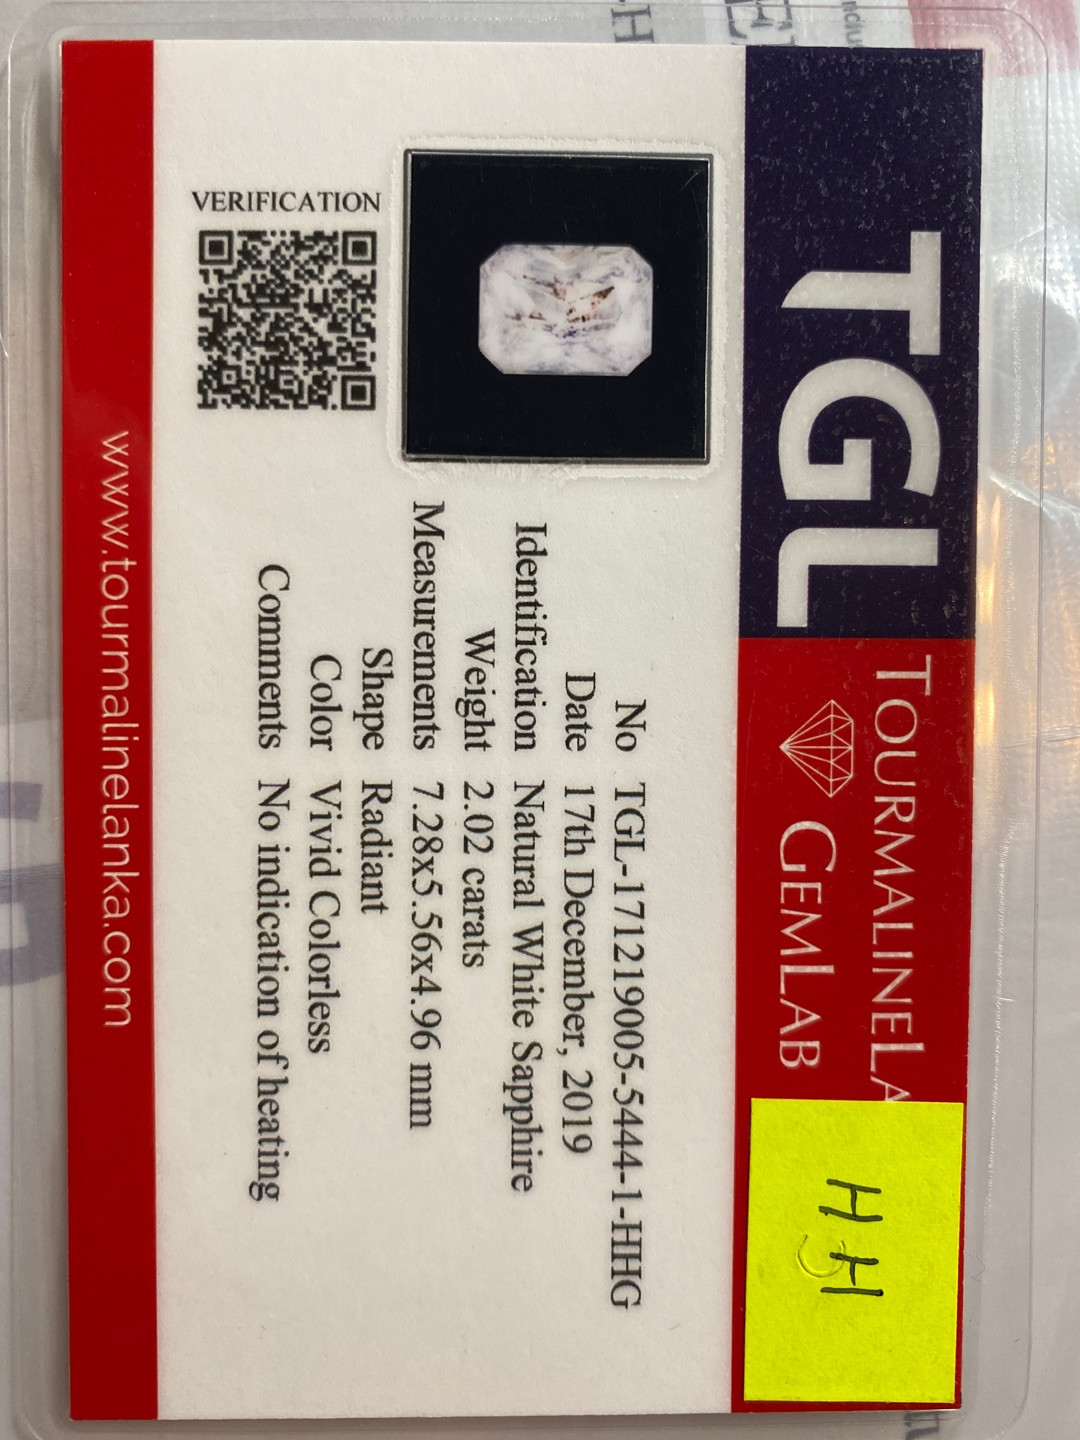 TGL
TOURMALINELA
GEMLAB
HJH
No TGL-171219005-5444-1-HHG
Date 17th December, 2019
Identification Natural White Sapphire
Weight 2.02 carats
Measurements 7.28x5.56x4.96 mm
Shape Radiant
Color Vivid Colorless
Comments No indication of heating
VERIFICATION
www.tourmalinelanka.com